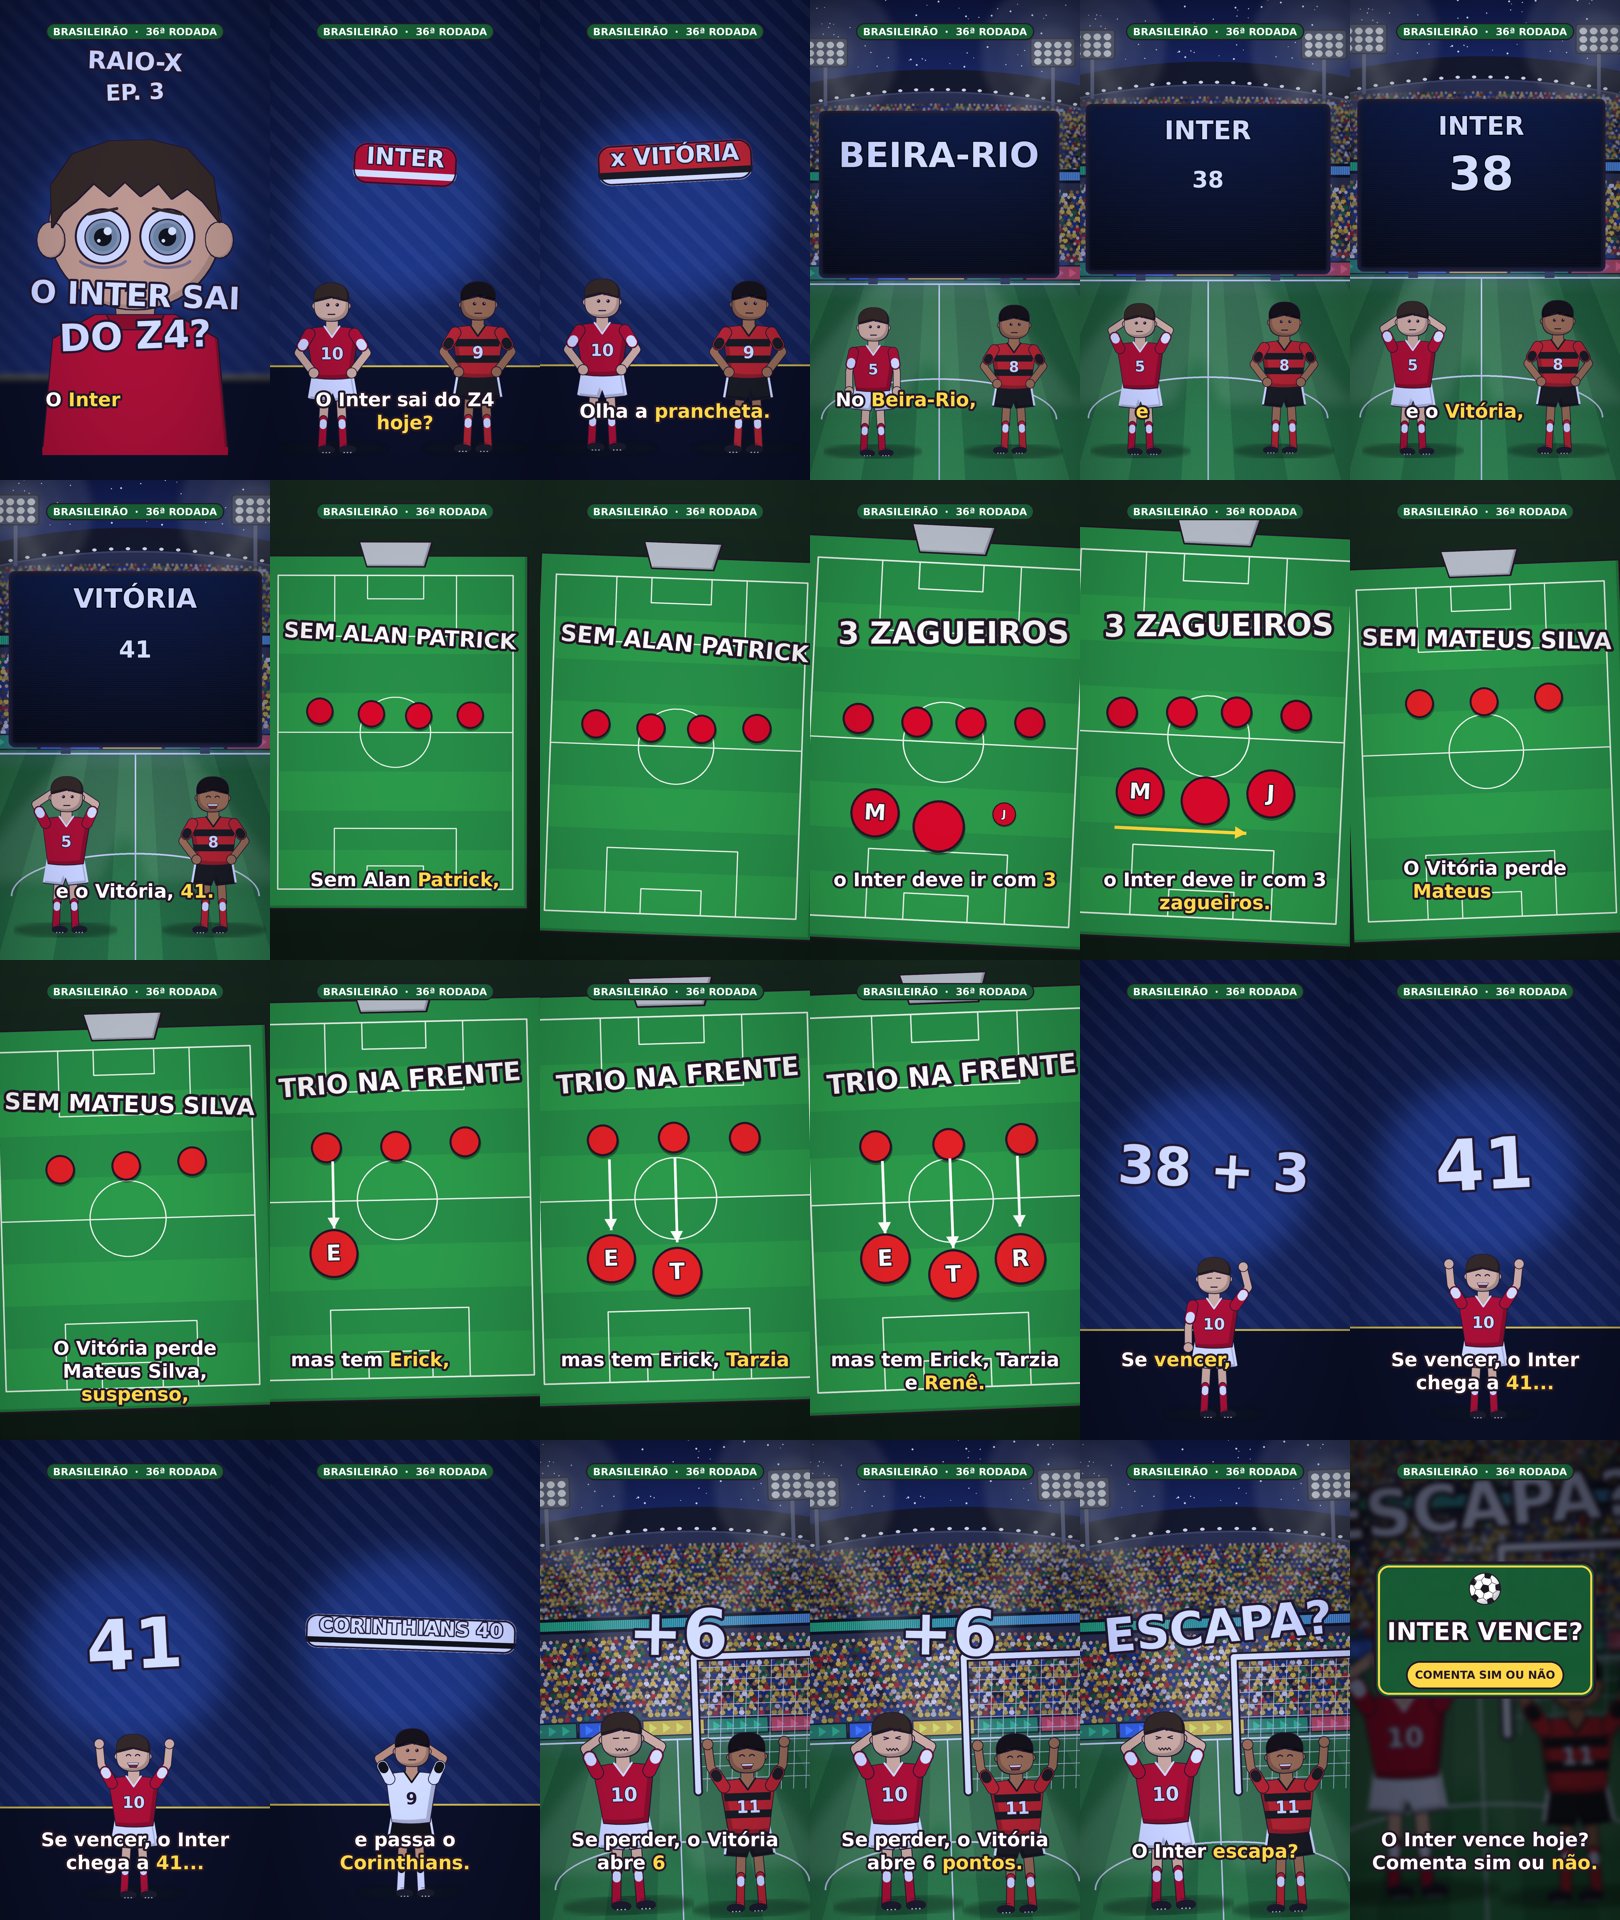 BRASILEIRÃO · 36ª RODADA
RAIO-X
EP. 3
O INTER SAI
DO Z4?
O Inter
BRASILEIRÃO · 36ª RODADA
INTER
10
9
O Inter sai do Z4
hoje?
BRASILEIRÃO · 36ª RODADA
x VITÓRIA
10
9
Olha a prancheta.
BRASILEIRÃO · 36ª RODADA
BEIRA-RIO
5
8
No Beira-Rio,
BRASILEIRÃO · 36ª RODADA
INTER
38
5
8
e
BRASILEIRÃO · 36ª RODADA
INTER
38
5
8
e o Vitória,
BRASILEIRÃO · 36ª RODADA
VITÓRIA
41
5
8
e o Vitória, 41.
BRASILEIRÃO · 36ª RODADA
SEM ALAN PATRICK
Sem Alan Patrick,
BRASILEIRÃO · 36ª RODADA
SEM ALAN PATRICK
BRASILEIRÃO · 36ª RODADA
3 ZAGUEIROS
M
J
o Inter deve ir com 3
BRASILEIRÃO · 36ª RODADA
3 ZAGUEIROS
M
J
o Inter deve ir com 3
zagueiros.
BRASILEIRÃO · 36ª RODADA
SEM MATEUS SILVA
O Vitória perde
Mateus
BRASILEIRÃO · 36ª RODADA
SEM MATEUS SILVA
O Vitória perde
Mateus Silva,
suspenso,
BRASILEIRÃO · 36ª RODADA
TRIO NA FRENTE
E
mas tem Erick,
BRASILEIRÃO · 36ª RODADA
TRIO NA FRENTE
E
T
mas tem Erick, Tarzia
BRASILEIRÃO · 36ª RODADA
TRIO NA FRENTE
E
T
R
mas tem Erick, Tarzia
e Renê.
BRASILEIRÃO · 36ª RODADA
38 + 3
10
Se vencer,
BRASILEIRÃO · 36ª RODADA
41
10
Se vencer, o Inter
chega a 41...
BRASILEIRÃO · 36ª RODADA
41
10
Se vencer, o Inter
chega a 41...
BRASILEIRÃO · 36ª RODADA
CORINTHIANS 40
9
e passa o
Corinthians.
BRASILEIRÃO · 36ª RODADA
+6
10
11
Se perder, o Vitória
abre 6
BRASILEIRÃO · 36ª RODADA
+6
10
11
Se perder, o Vitória
abre 6 pontos.
BRASILEIRÃO · 36ª RODADA
ESCAPA?
10
11
O Inter escapa?
BRASILEIRÃO · 36ª RODADA
ESCAPA?
INTER VENCE?
COMENTA SIM OU NÃO
10
11
O Inter vence hoje?
Comenta sim ou não.